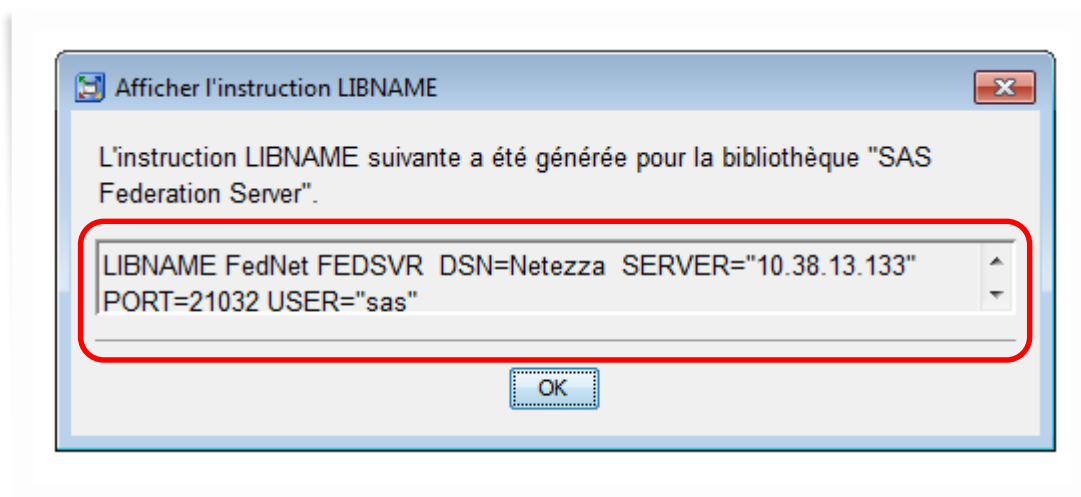 Afficher l'instruction LIBNAME
L'instruction LIBNAME suivante a été générée pour la bibliothèque "SAS
Federation Server".
LIBNAME FedNet FEDSVR  DSN=Netezza  SERVER="10.38.13.133"
PORT=21032 USER="sas"
OK